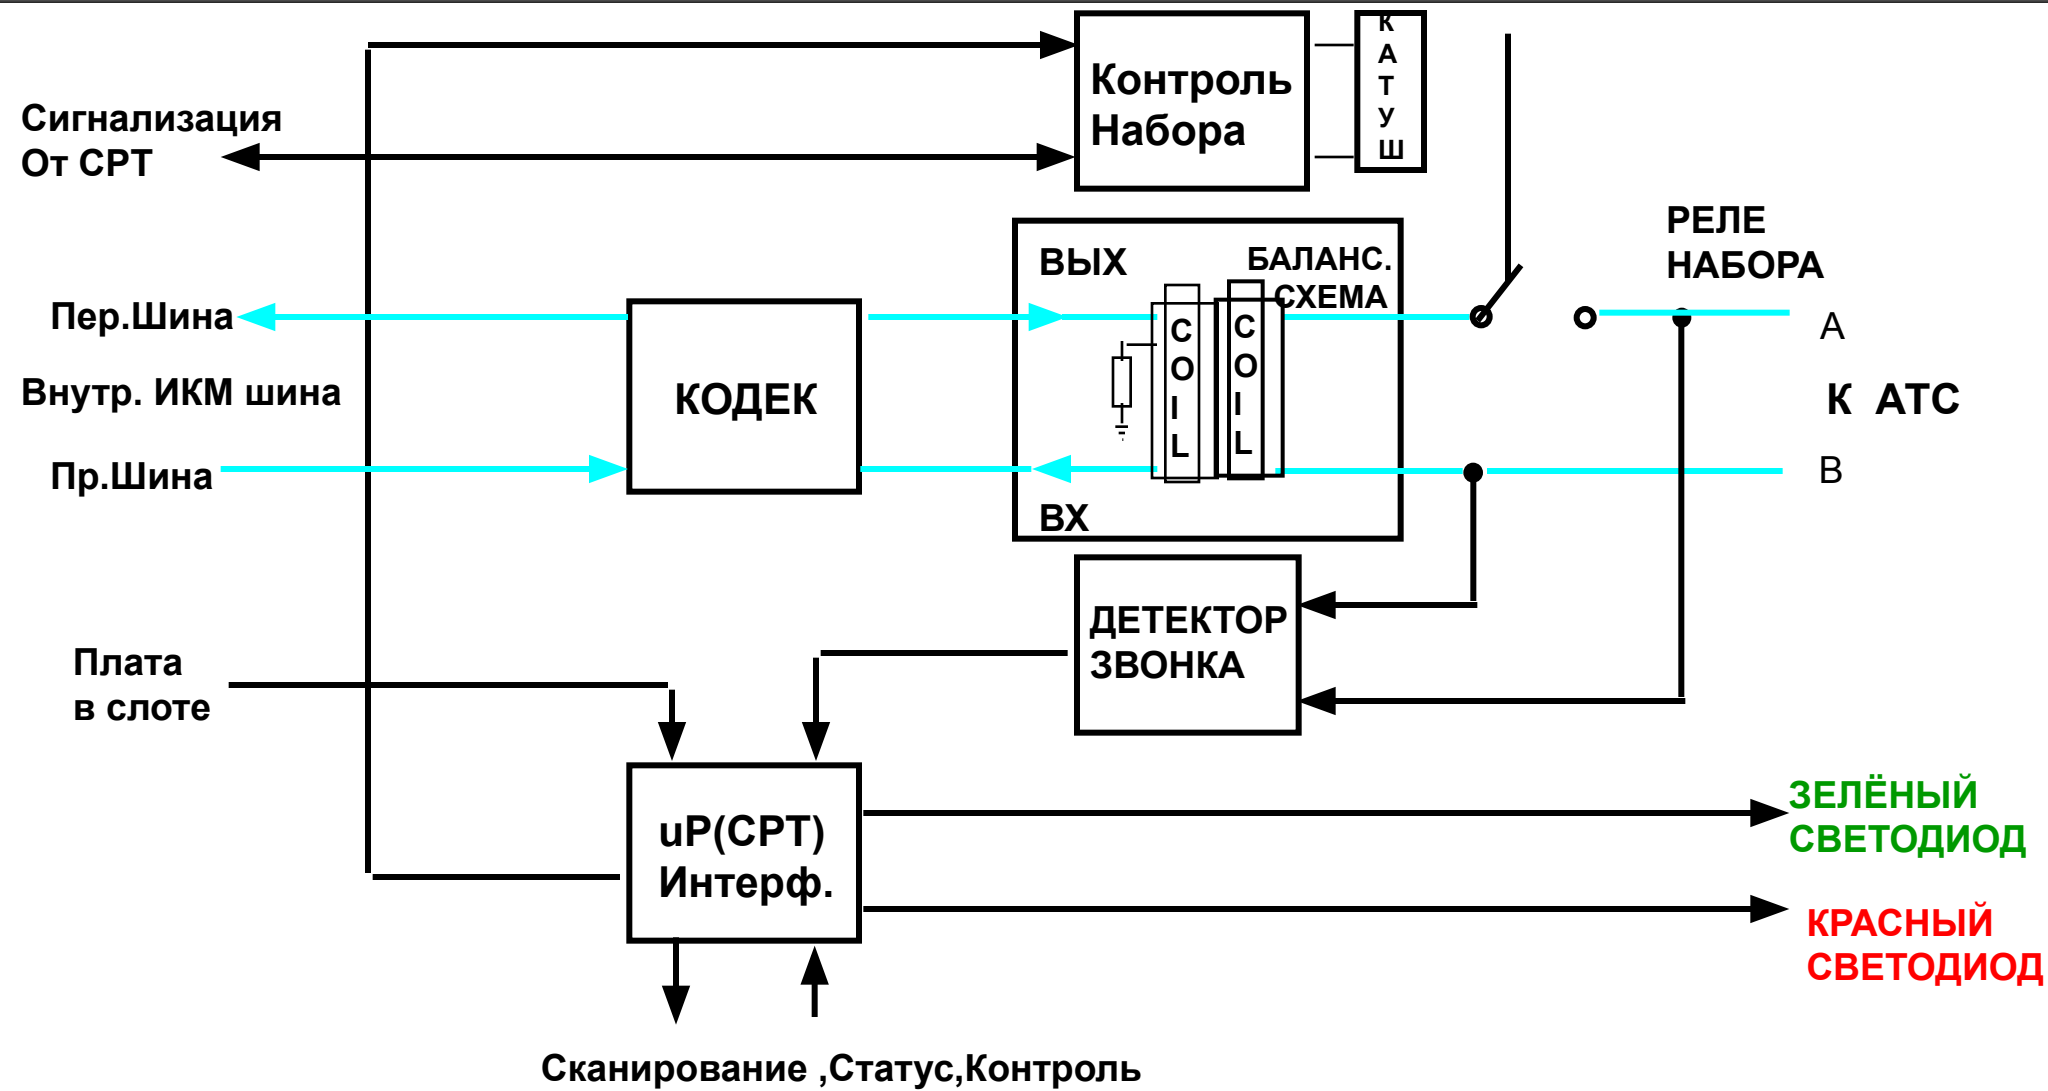 К
А
Т
У
Ш
Контроль
Набора
Сигнализация
От СРТ
РЕЛЕ
НАБОРА
ВЫХ
БАЛАНС.
СХЕМА
Пер.Шина
C
O
I
L
C
O
I
L
A
КОДЕК
Внутр. ИКМ шина
К АТС
Пр.Шина
B
ВХ
ДЕТЕКТОР
ЗВОНКА
Плата
в слоте
uP(CPT)
Интерф.
ЗЕЛЁНЫЙ
СВЕТОДИОД
КРАСНЫЙ
СВЕТОДИОД
Сканирование ,Статус,Контроль